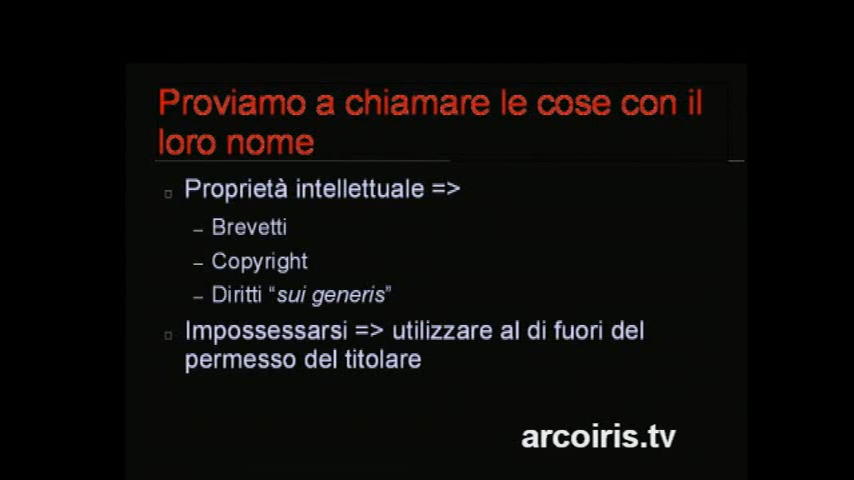 Proviamo a chiamare le cose con il
loro nome
Proprietà intellettuale =>
– Brevetti
– Copyright
– Diritti “sui generis”
Impossessarsi => utilizzare al di fuori del
permesso del titolare
arcoiris.tv